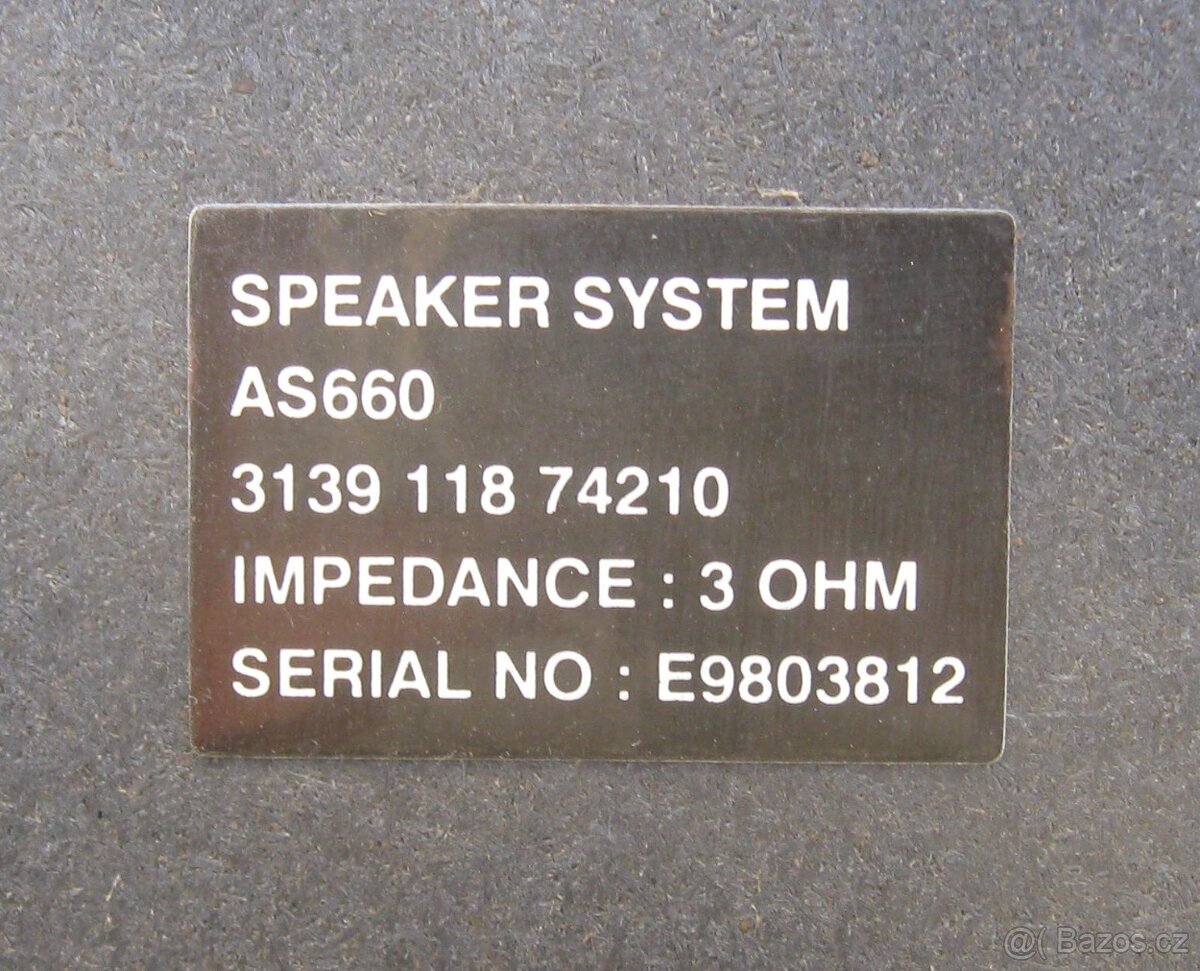 SPEAKER SYSTEM
AS660
3139 118 74210
IMPEDANCE : 3 OHM
SERIAL NO : E9803812
@( Bazos.cz